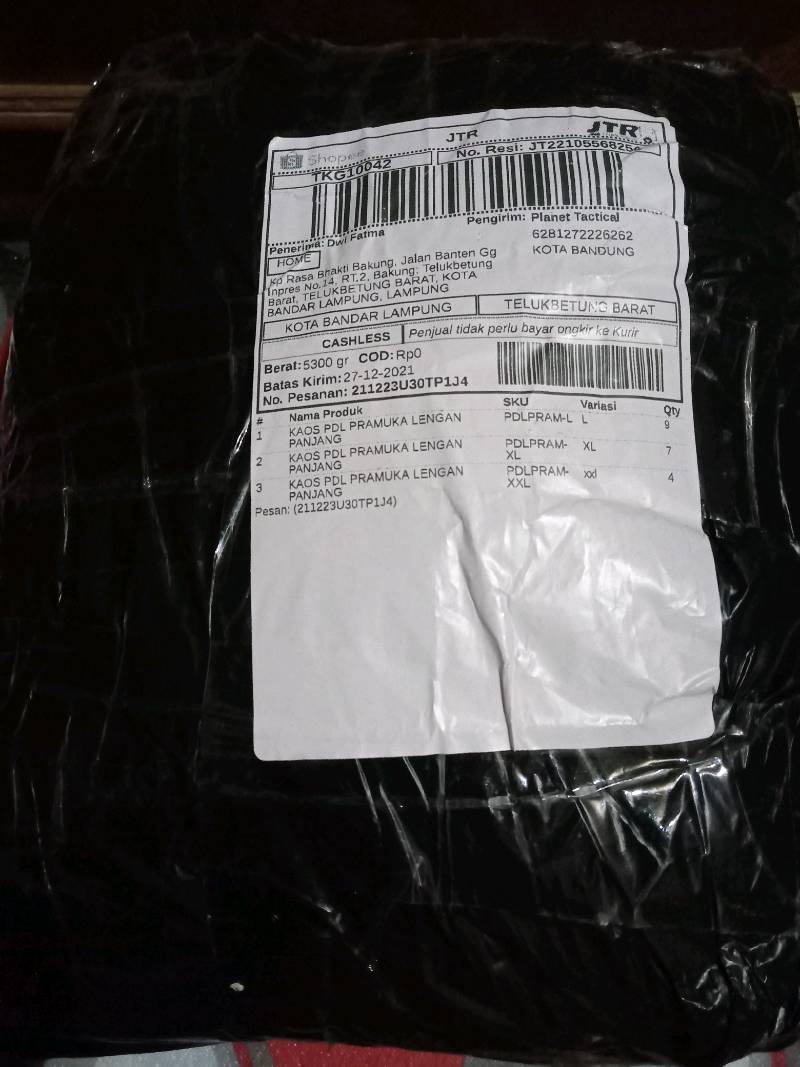 JTR
JTR
Shopee
No. Resi: JT2210556825
TKG10042
Penerima: Dwi Fatma
Pengirim: Planet Tactical
HOME
6281272226262
KOTA BANDUNG
Kp Rasa Bhakti Bakung, Jalan Banten Gg
Inpres No.14, RT.2, Bakung, Telukbetung
Barat, TELUKBETUNG BARAT, KOTA
BANDAR LAMPUNG, LAMPUNG
KOTA BANDAR LAMPUNG TELUKBETUNG BARAT
CASHLESS Penjual tidak perlu bayar ongkir ke Kurir
Berat: 5300 gr COD: Rp0
Batas Kirim: 27-12-2021
No. Pesanan: 211223U30TP1J4
# Nama Produk SKU Variasi Qty
1 KAOS PDL PRAMUKA LENGAN PDLPRAM-L L 9
PANJANG
2 KAOS PDL PRAMUKA LENGAN PDLPRAM- XL 7
PANJANG XL
3 KAOS PDL PRAMUKA LENGAN PDLPRAM- xxl 4
PANJANG XXL
Pesan: (211223U30TP1J4)